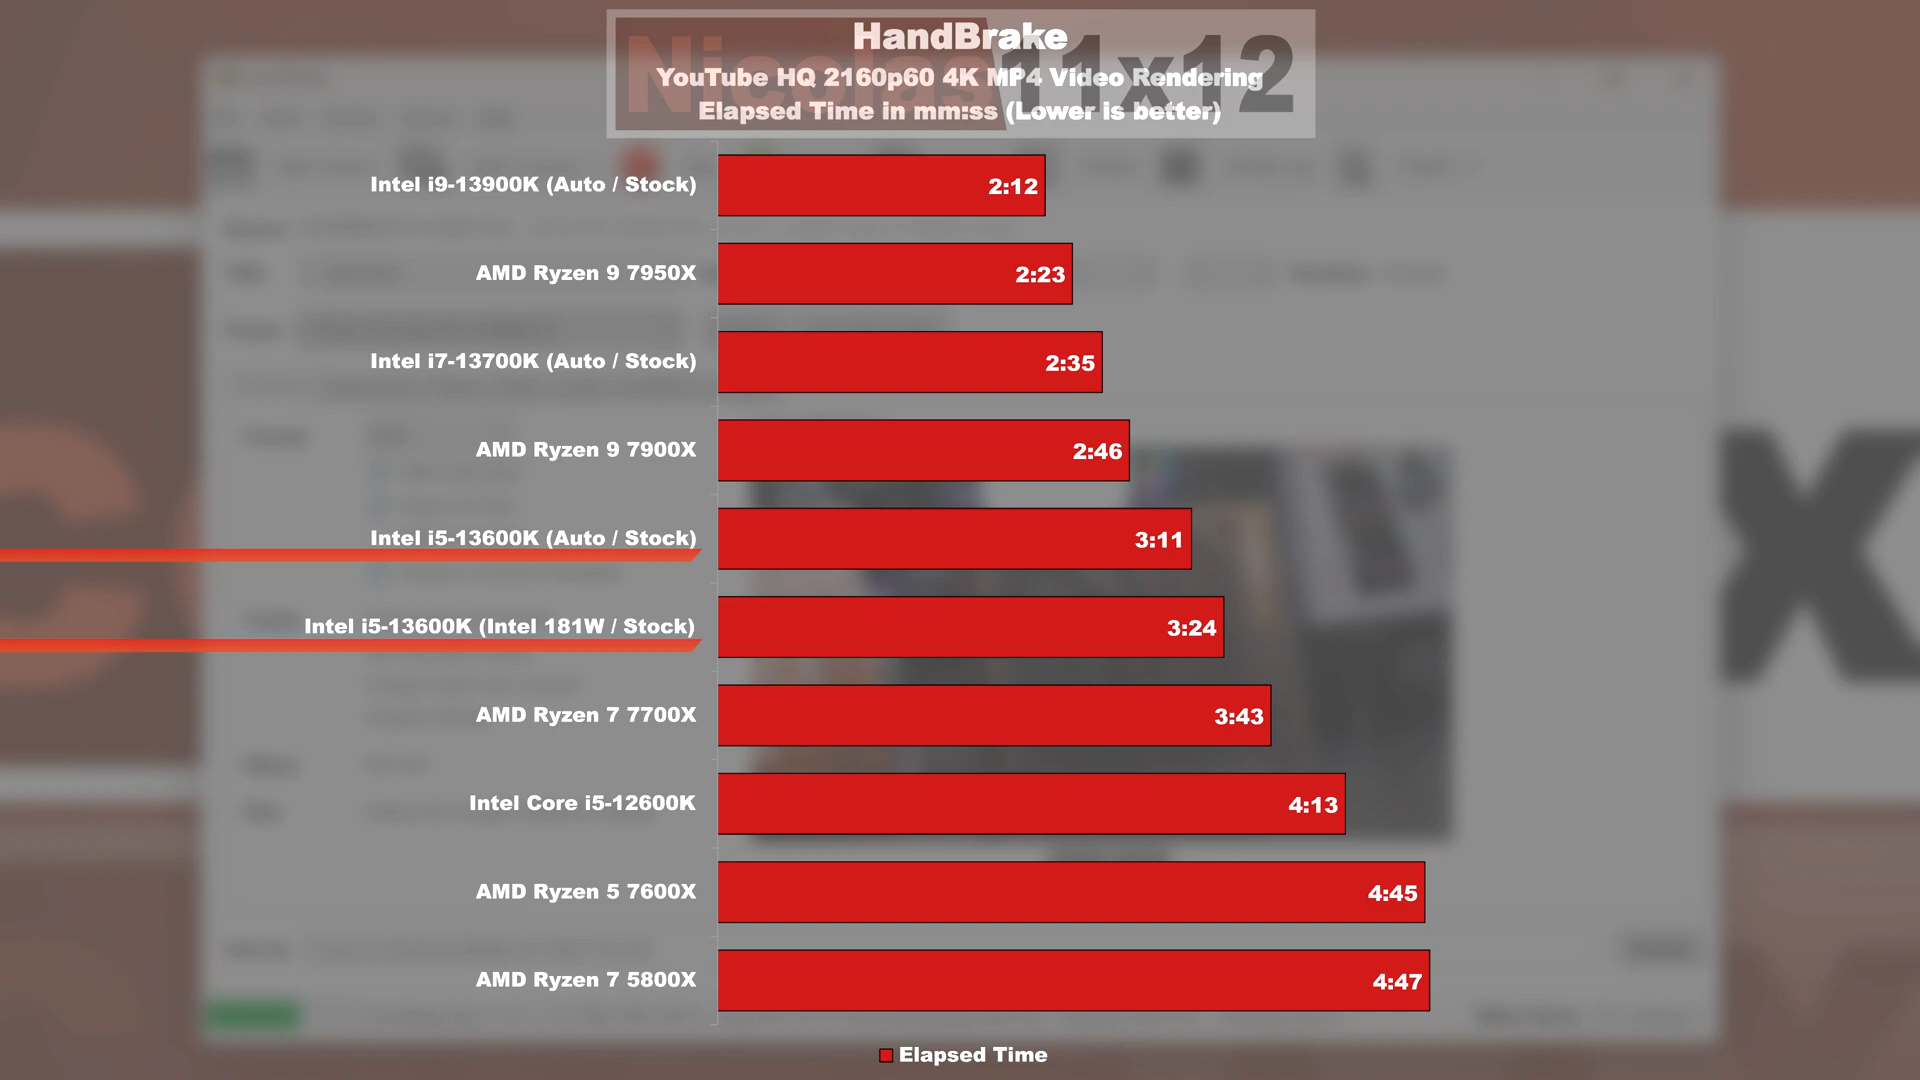 HandBrake
Nicolas11x12
YouTube HQ 2160p60 4K MP4 Video Rendering
Elapsed Time in mm:ss (Lower is better)
Intel i9-13900K (Auto / Stock) 2:12
AMD Ryzen 9 7950X 2:23
Intel i7-13700K (Auto / Stock) 2:35
AMD Ryzen 9 7900X 2:46
Intel i5-13600K (Auto / Stock) 3:11
Intel i5-13600K (Intel 181W / Stock) 3:24
AMD Ryzen 7 7700X 3:43
Intel Core i5-12600K 4:13
AMD Ryzen 5 7600X 4:45
AMD Ryzen 7 5800X 4:47
Elapsed Time